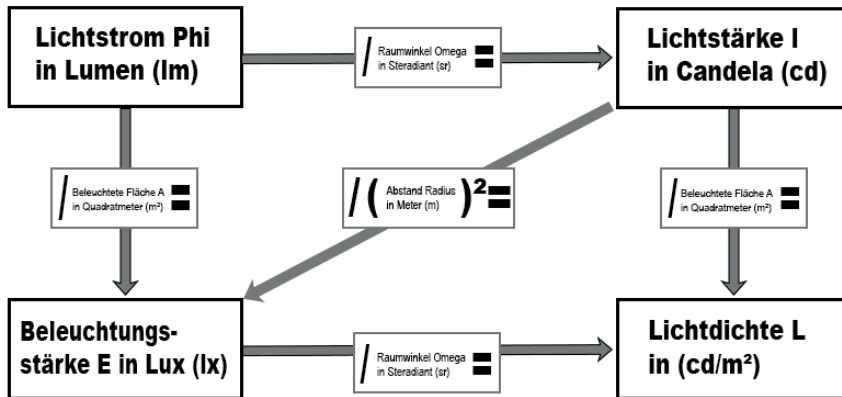 Lichtstrom Phi
in Lumen (lm)
/ Raumwinkel Omega
in Steradiant (sr) =
Lichtstärke I
in Candela (cd)
/ Beleuchtete Fläche A
in Quadratmeter (m²) =
/ ( Abstand Radius
in Meter (m) )² =
/ Beleuchtete Fläche A
in Quadratmeter (m²) =
Beleuchtungs-
stärke E in Lux (lx)
/ Raumwinkel Omega
in Steradiant (sr) =
Lichtdichte L
in (cd/m²)